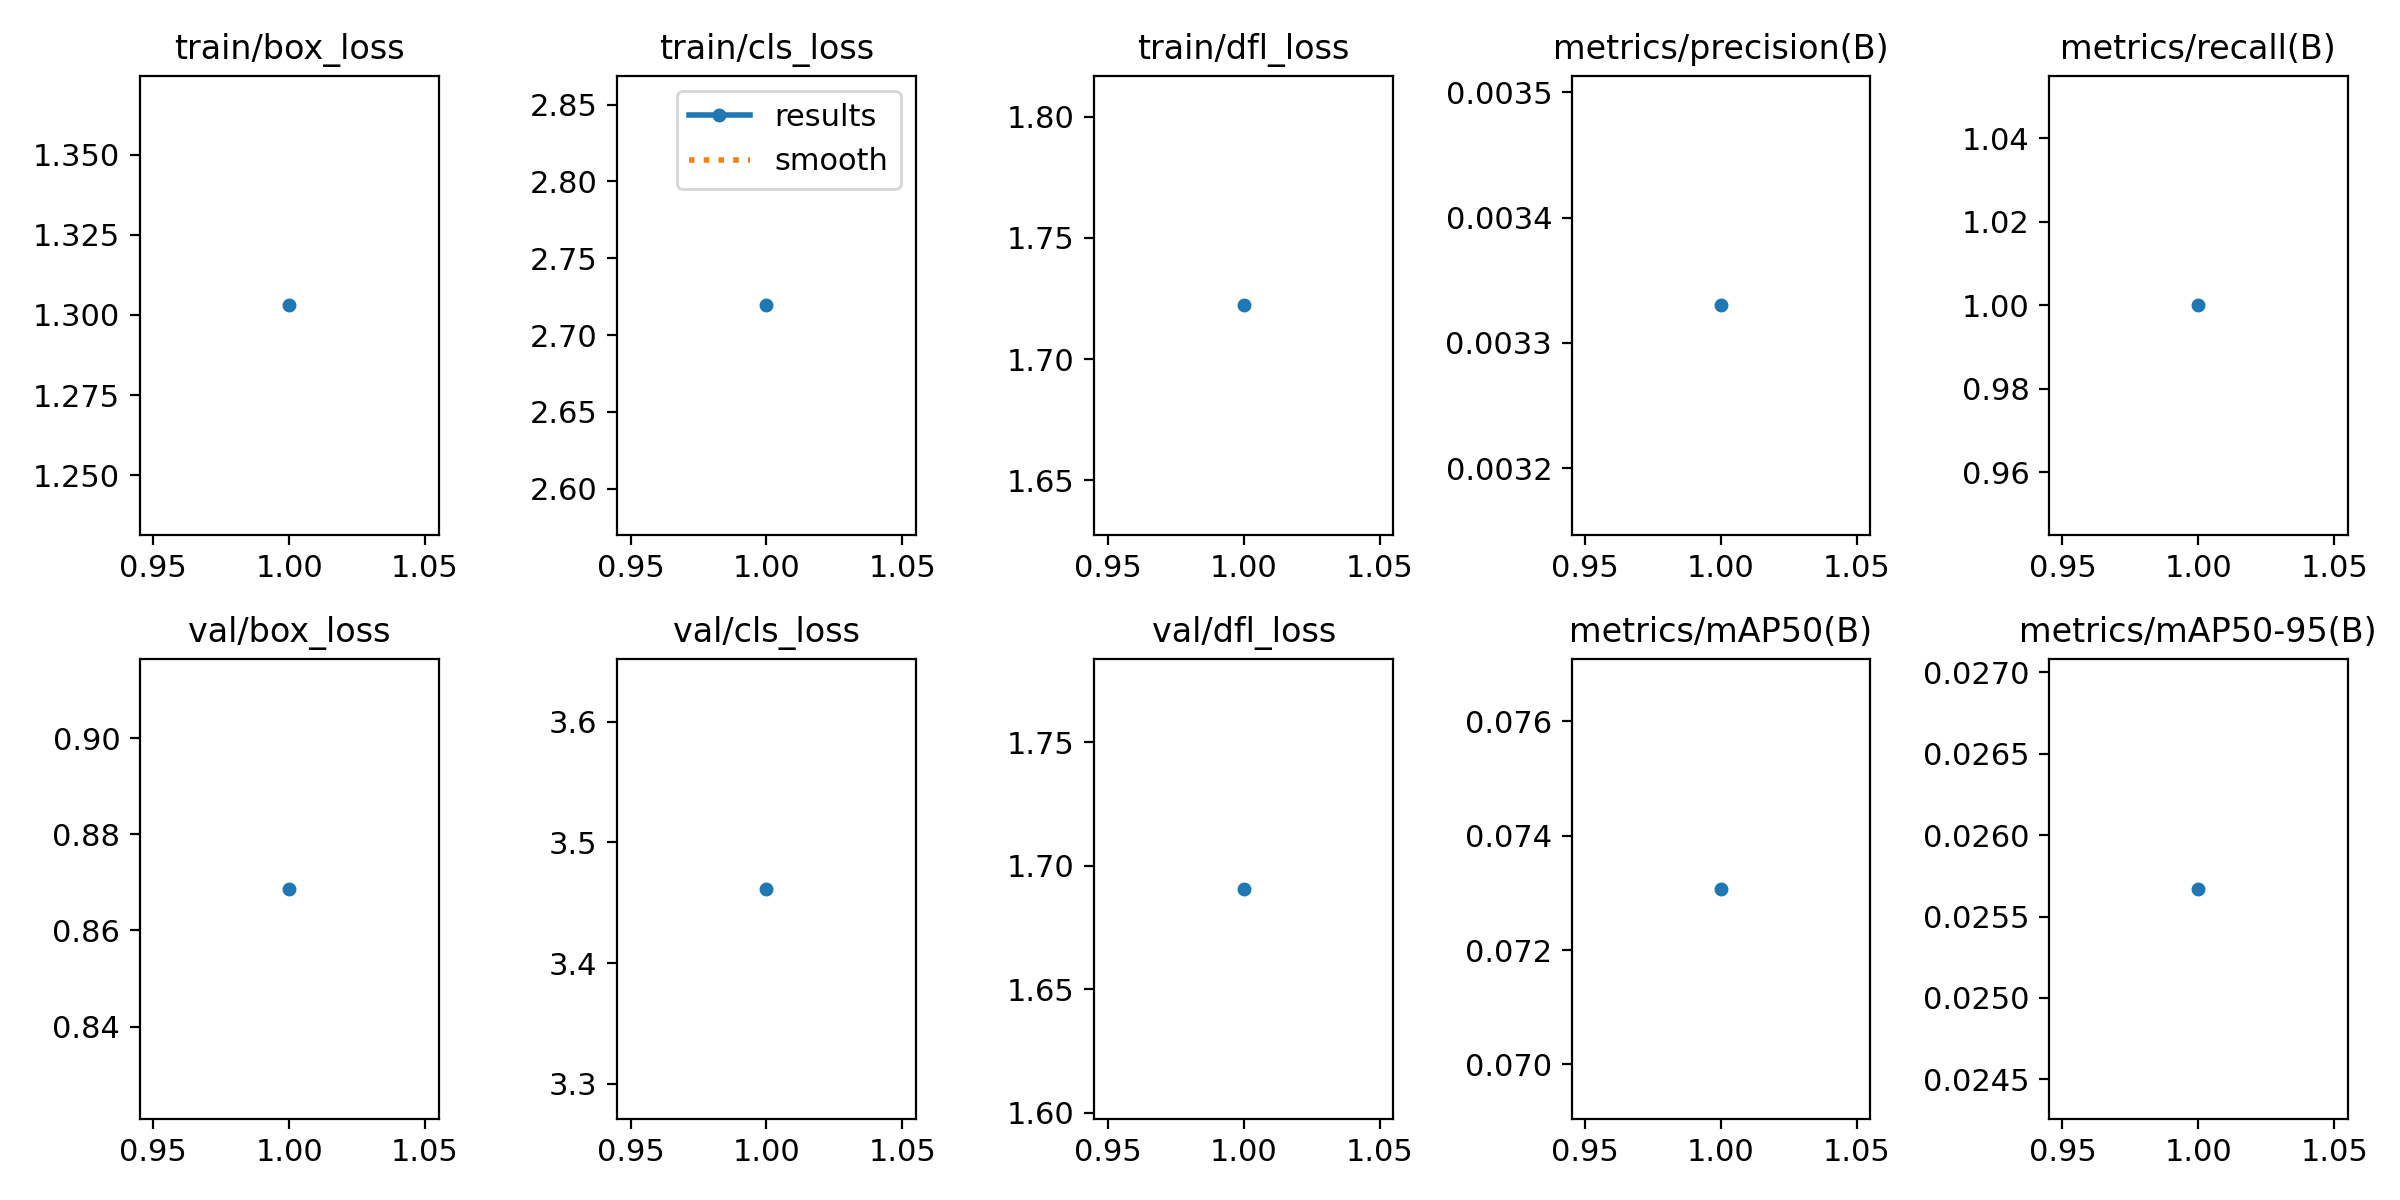 train/box_loss
train/cls_loss
train/dfl_loss
metrics/precision(B)
metrics/recall(B)
1.350
1.325
1.300
1.275
1.250
0.95 1.00 1.05
2.85
2.80
2.75
2.70
2.65
2.60
results
smooth
0.95 1.00 1.05
1.80
1.75
1.70
1.65
0.95 1.00 1.05
0.0035
0.0034
0.0033
0.0032
0.95 1.00 1.05
1.04
1.02
1.00
0.98
0.96
0.95 1.00 1.05
val/box_loss
val/cls_loss
val/dfl_loss
metrics/mAP50(B)
metrics/mAP50-95(B)
0.90
0.88
0.86
0.84
0.95 1.00 1.05
3.6
3.5
3.4
3.3
0.95 1.00 1.05
1.75
1.70
1.65
1.60
0.95 1.00 1.05
0.076
0.074
0.072
0.070
0.95 1.00 1.05
0.0270
0.0265
0.0260
0.0255
0.0250
0.0245
0.95 1.00 1.05